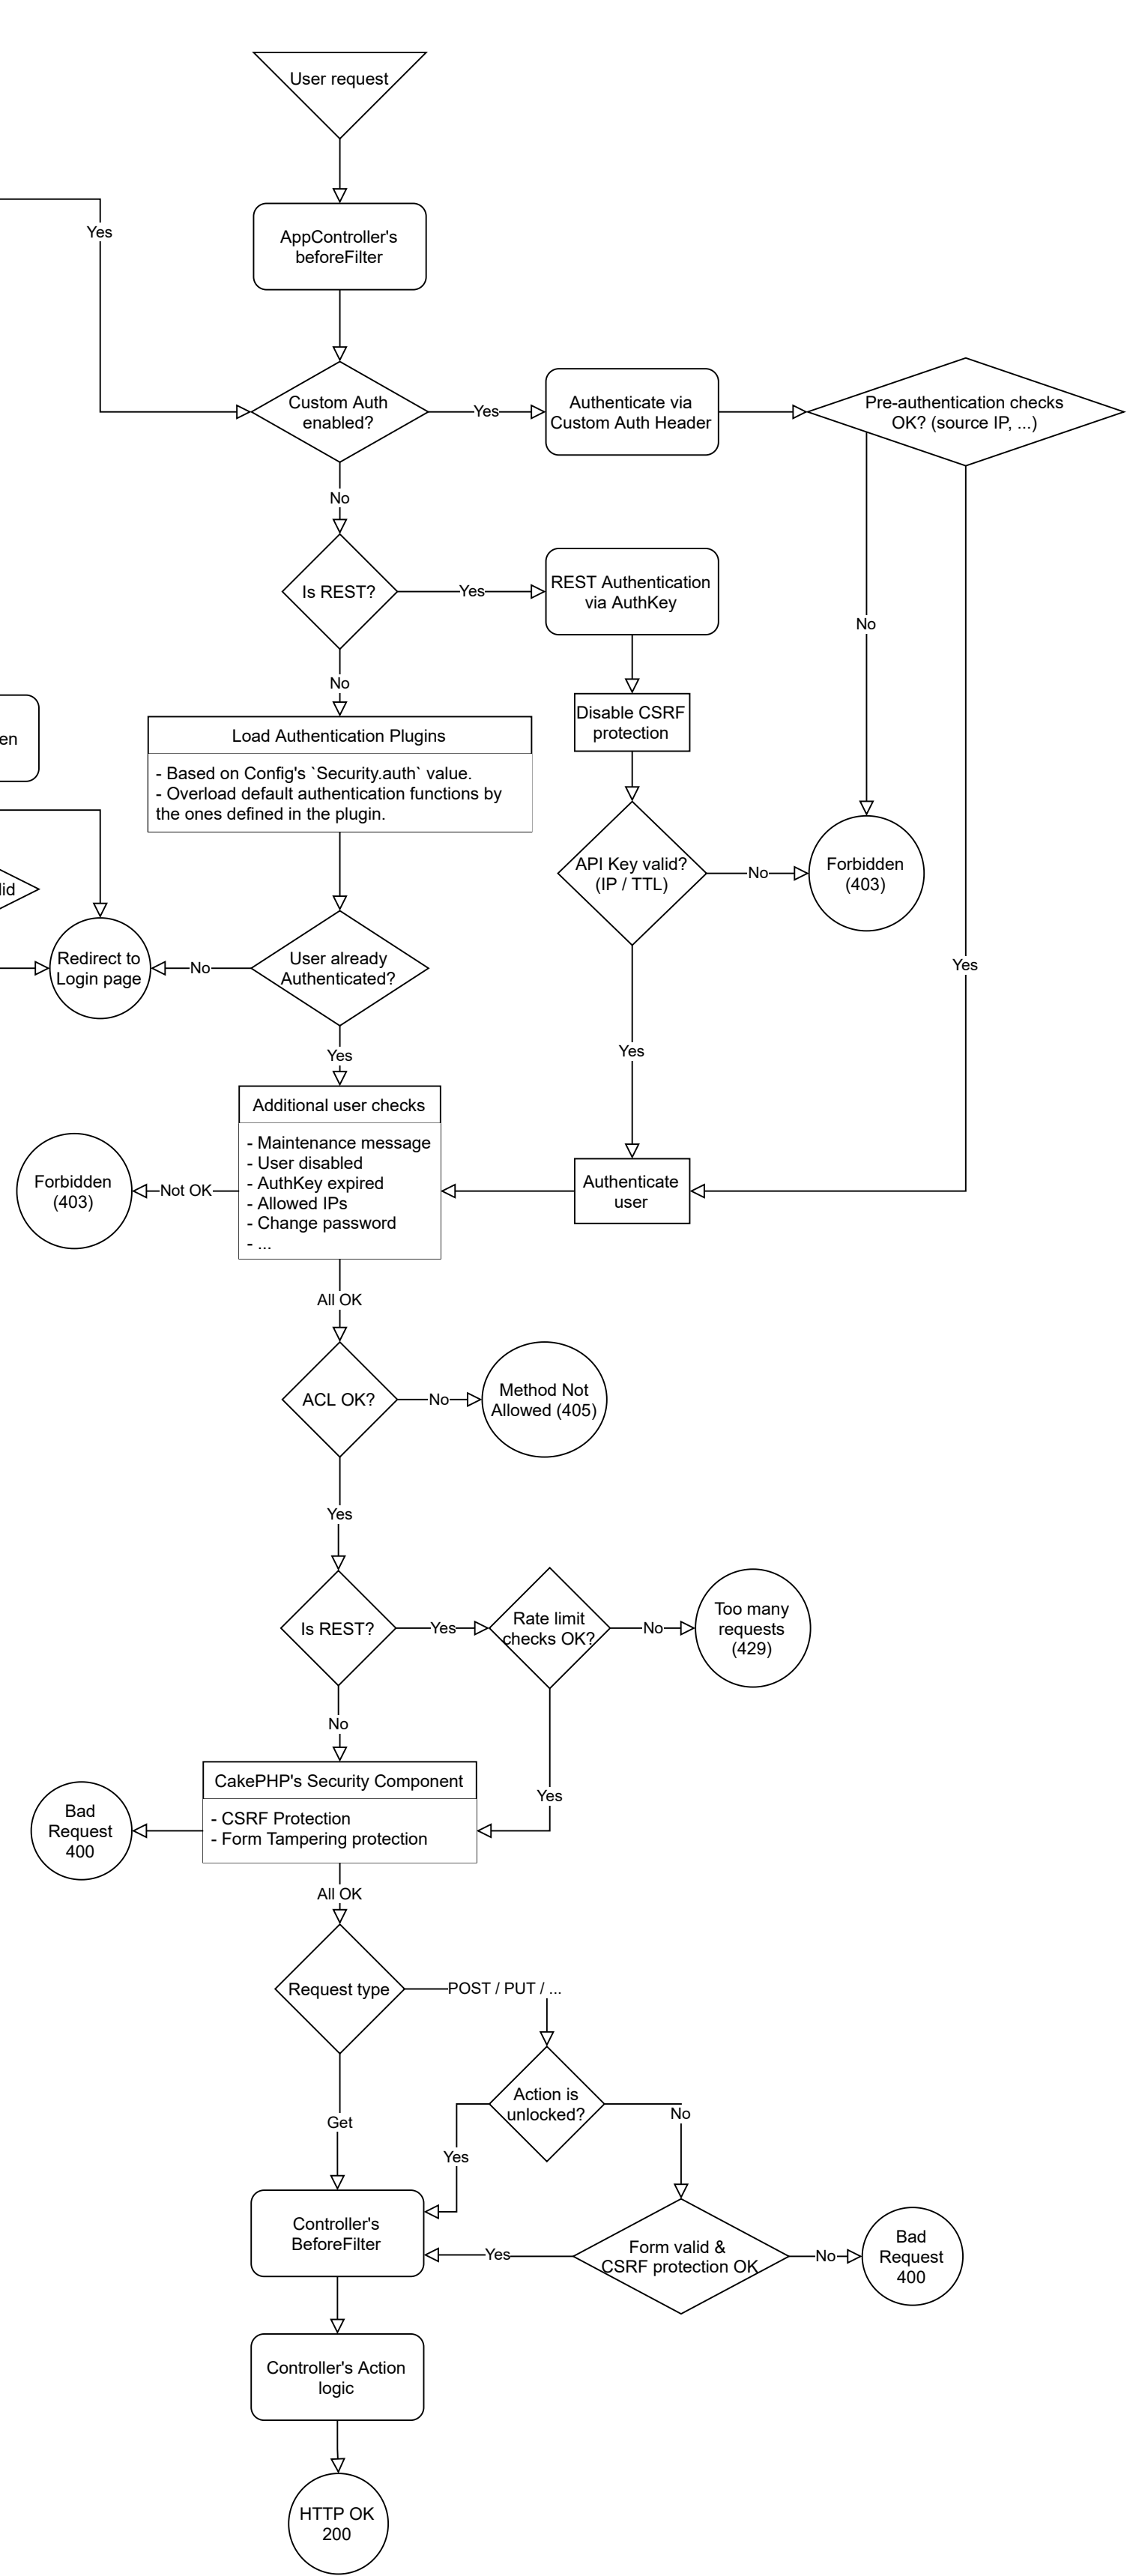 User request
AppController's
beforeFilter
Yes
Custom Auth
enabled?
Yes
Authenticate via
Custom Auth Header
Pre-authentication checks
OK? (source IP, ...)
No
Is REST?
Yes
REST Authentication
via AuthKey
No
No
Load Authentication Plugins
- Based on Config's `Security.auth` value.
- Overload default authentication functions by
the ones defined in the plugin.
Disable CSRF
protection
en
API Key valid?
(IP / TTL)
No
Forbidden
(403)
lid
Redirect to
Login page
No
User already
Authenticated?
Yes
Yes
Yes
Additional user checks
- Maintenance message
- User disabled
- AuthKey expired
- Allowed IPs
- Change password
- ...
Forbidden
(403)
Not OK
Authenticate
user
All OK
ACL OK?
No
Method Not
Allowed (405)
Yes
Is REST?
Yes
Rate limit
checks OK?
No
Too many
requests
(429)
No
Yes
CakePHP's Security Component
- CSRF Protection
- Form Tampering protection
Bad
Request
400
All OK
Request type
POST / PUT / ...
Action is
unlocked?
No
Get
Yes
Controller's
BeforeFilter
Yes
Form valid &
CSRF protection OK
No
Bad
Request
400
Controller's Action
logic
HTTP OK
200